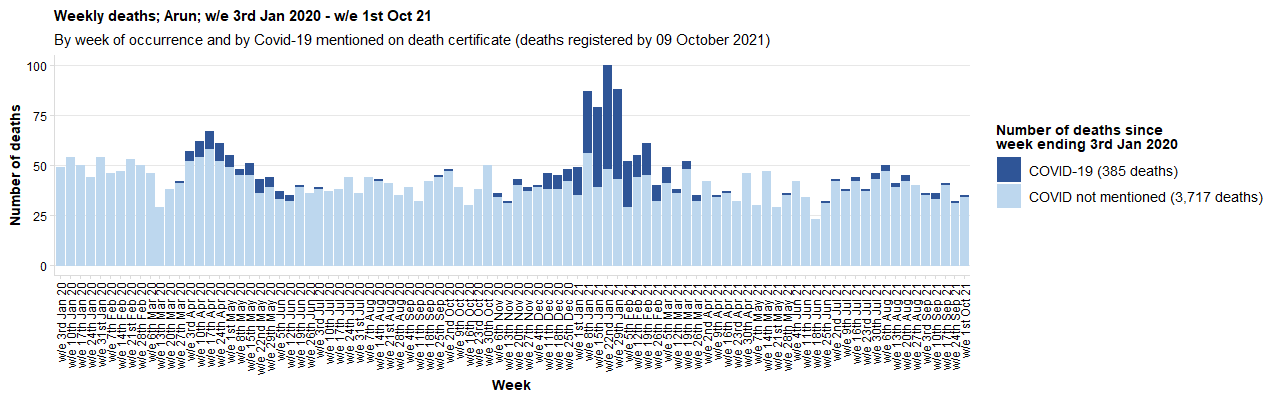 Weekly deaths; Arun; w/e 3rd Jan 2020 - w/e 1st Oct 21
By week of occurrence and by Covid-19 mentioned on death certificate (deaths registered by 09 October 2021)
Number of deaths
100
75
50
25
0
w/e 3rd Jan 20
w/e 10th Jan 20
w/e 17th Jan 20
w/e 24th Jan 20
w/e 31st Jan 20
w/e 7th Feb 20
w/e 14th Feb 20
w/e 21st Feb 20
w/e 28th Feb 20
w/e 6th Mar 20
w/e 13th Mar 20
w/e 20th Mar 20
w/e 27th Mar 20
w/e 3rd Apr 20
w/e 10th Apr 20
w/e 17th Apr 20
w/e 24th Apr 20
w/e 1st May 20
w/e 8th May 20
w/e 15th May 20
w/e 22nd May 20
w/e 29th May 20
w/e 5th Jun 20
w/e 12th Jun 20
w/e 19th Jun 20
w/e 26th Jun 20
w/e 3rd Jul 20
w/e 10th Jul 20
w/e 17th Jul 20
w/e 24th Jul 20
w/e 31st Jul 20
w/e 7th Aug 20
w/e 14th Aug 20
w/e 21st Aug 20
w/e 28th Aug 20
w/e 4th Sep 20
w/e 11th Sep 20
w/e 18th Sep 20
w/e 25th Sep 20
w/e 2nd Oct 20
w/e 9th Oct 20
w/e 16th Oct 20
w/e 23rd Oct 20
w/e 30th Oct 20
w/e 6th Nov 20
w/e 13th Nov 20
w/e 20th Nov 20
w/e 27th Nov 20
w/e 4th Dec 20
w/e 11th Dec 20
w/e 18th Dec 20
w/e 25th Dec 20
w/e 1st Jan 21
w/e 8th Jan 21
w/e 15th Jan 21
w/e 22nd Jan 21
w/e 29th Jan 21
w/e 5th Feb 21
w/e 12th Feb 21
w/e 19th Feb 21
w/e 26th Feb 21
w/e 5th Mar 21
w/e 12th Mar 21
w/e 19th Mar 21
w/e 26th Mar 21
w/e 2nd Apr 21
w/e 9th Apr 21
w/e 16th Apr 21
w/e 23rd Apr 21
w/e 30th Apr 21
w/e 7th May 21
w/e 14th May 21
w/e 21st May 21
w/e 28th May 21
w/e 4th Jun 21
w/e 11th Jun 21
w/e 18th Jun 21
w/e 25th Jun 21
w/e 2nd Jul 21
w/e 9th Jul 21
w/e 16th Jul 21
w/e 23rd Jul 21
w/e 30th Jul 21
w/e 6th Aug 21
w/e 13th Aug 21
w/e 20th Aug 21
w/e 27th Aug 21
w/e 3rd Sep 21
w/e 10th Sep 21
w/e 17th Sep 21
w/e 24th Sep 21
w/e 1st Oct 21
Week
Number of deaths since
week ending 3rd Jan 2020
COVID-19 (385 deaths)
COVID not mentioned (3,717 deaths)